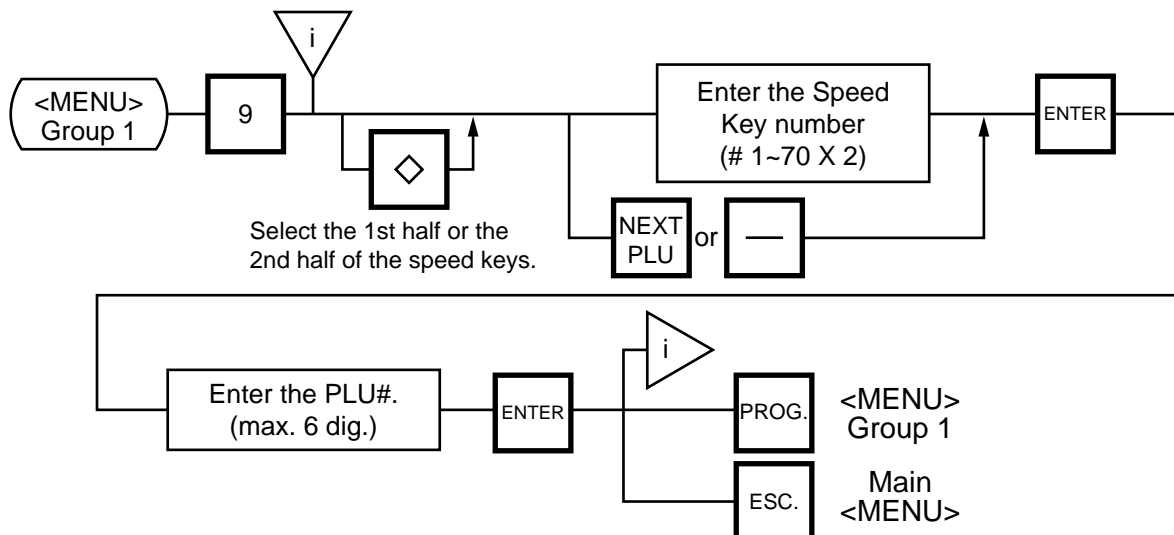 i
<MENU>
Group 1
9
Enter the Speed
Key number
(# 1~70 X 2)
ENTER
◇
Select the 1st half or the
2nd half of the speed keys.
NEXT
PLU
or
—
i
Enter the PLU#.
(max. 6 dig.)
ENTER
PROG.
<MENU>
Group 1
ESC.
Main
<MENU>